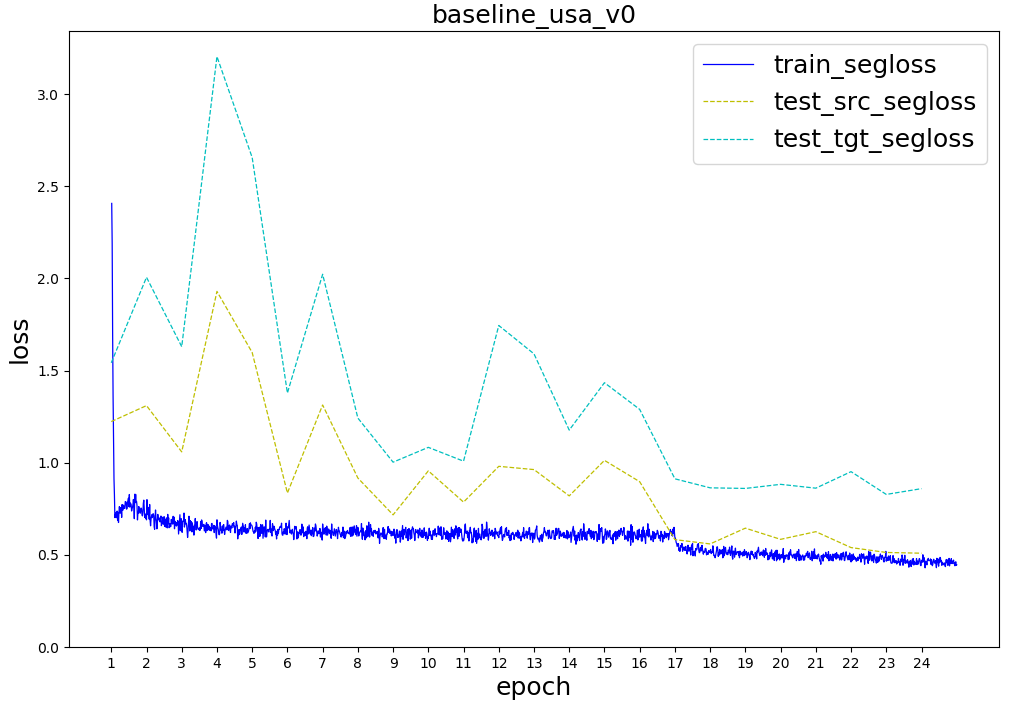 baseline_usa_v0
train_segloss
test_src_segloss
test_tgt_segloss
loss
3.0
2.5
2.0
1.5
1.0
0.5
0.0
1 2 3 4 5 6 7 8 9 10 11 12 13 14 15 16 17 18 19 20 21 22 23 24
epoch